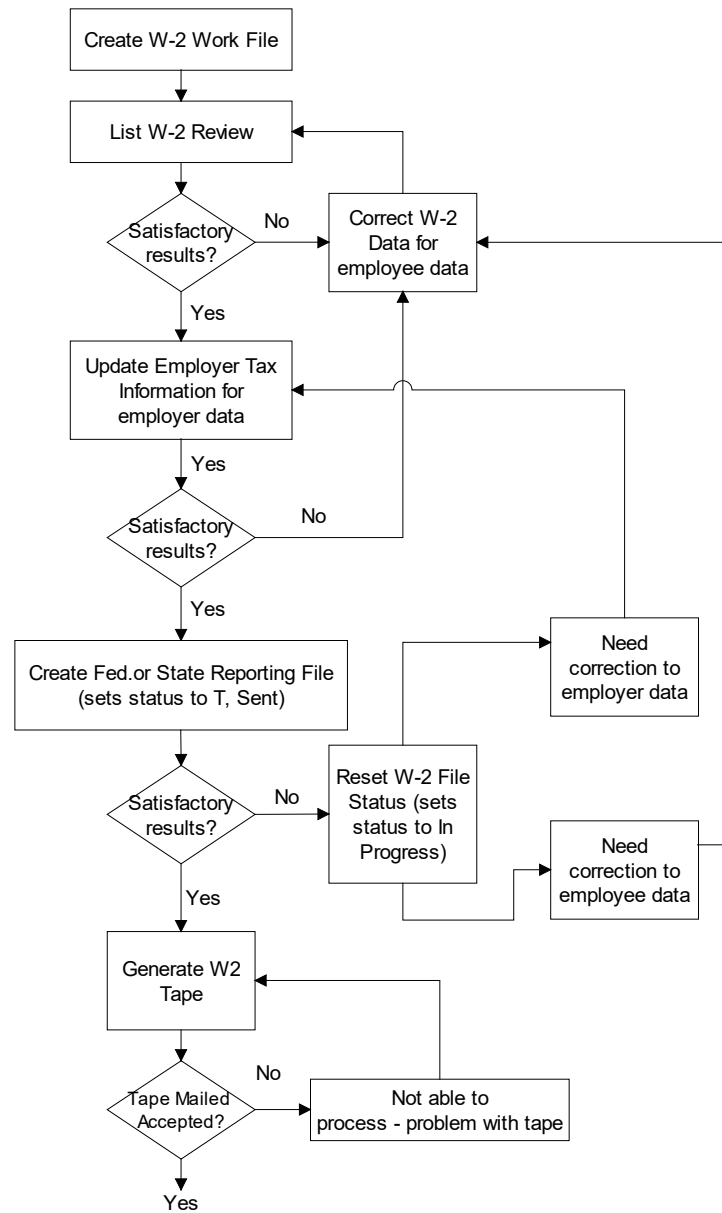 Create W-2 Work File
List W-2 Review
Satisfactory
results?
No
Correct W-2
Data for
employee data
Yes
Update Employer Tax
Information for
employer data
Yes
Satisfactory
results?
No
Yes
Create Fed.or State Reporting File
(sets status to T, Sent)
Need
correction to
employer data
Satisfactory
results?
No
Reset W-2 File
Status (sets
status to In
Progress)
Need
correction to
employee data
Yes
Generate W2
Tape
Tape Mailed
Accepted?
No
Not able to
process - problem with tape
Yes